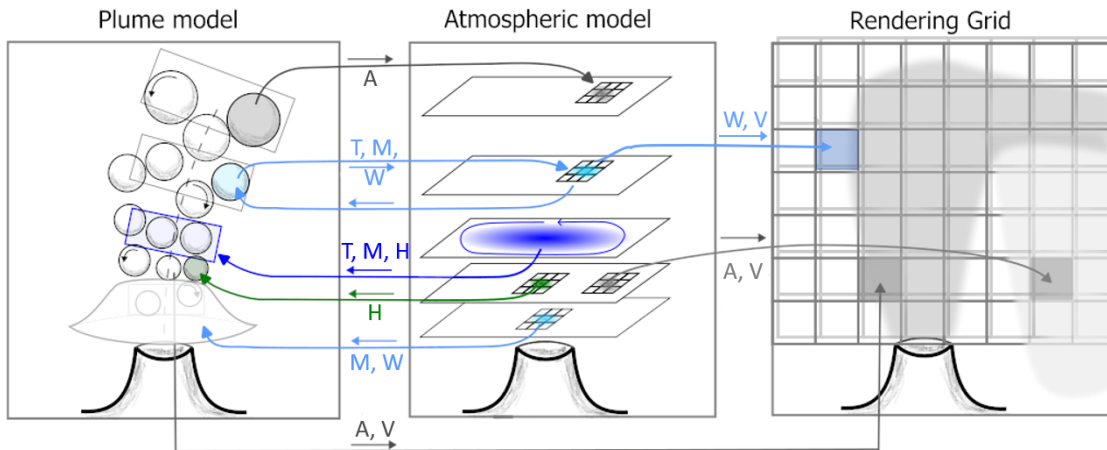 Plume model
Atmospheric model
Rendering Grid
A
W, V
T, M,
W
T, M, H
A, V
H
M, W
A, V